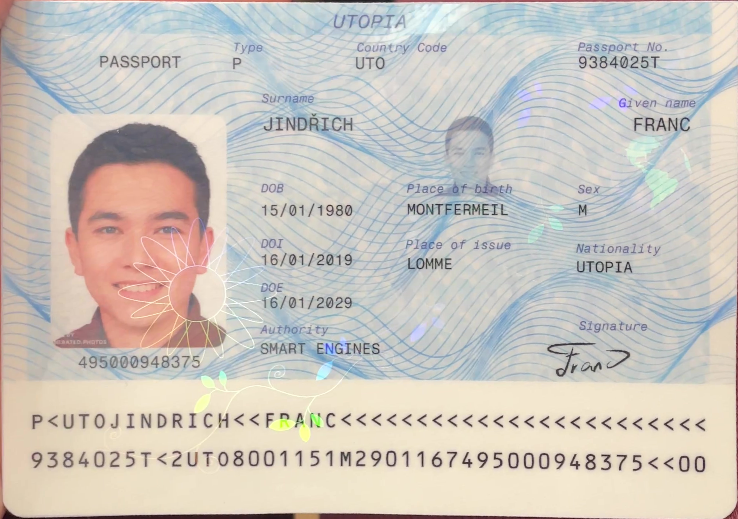 UTOPIA
Type Country Code Passport No.
PASSPORT P UTO 9384025T
Surname Given name
JINDŘICH FRANC
DOB Place of birth Sex
15/01/1980 MONTFERMEIL M
DOI Place of issue Nationality
16/01/2019 LOMME UTOPIA
DOE
16/01/2029
Authority Signature
SMART ENGINES Franc
495000948375
P<UTOJINDRICH<<FRANC<<<<<<<<<<<<<<<<<<<<<<<<
9384025T<2UTO8001151M2901167495000948375<<00